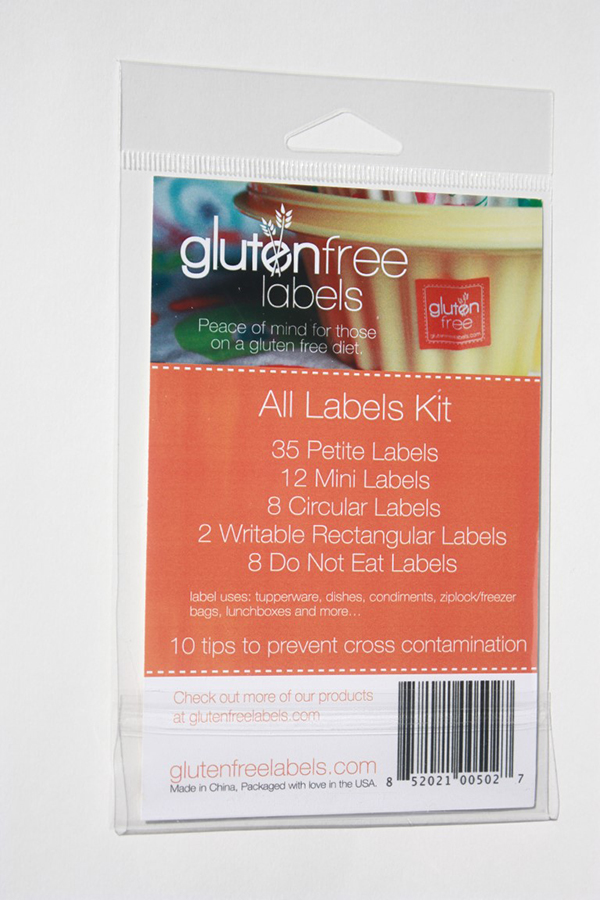 glutenfree
labels
Peace of mind for those
on a gluten free diet.
gluten
free
glutenfreelabels.com
All Labels Kit
35 Petite Labels
12 Mini Labels
8 Circular Labels
2 Writable Rectangular Labels
8 Do Not Eat Labels
label uses: tupperware, dishes, condiments, ziplock/freezer
bags, lunchboxes and more...
10 tips to prevent cross contamination
Check out more of our products
at glutenfreelabels.com
glutenfreelabels.com
Made in China, Packaged with love in the USA.
8 52021 00502 7